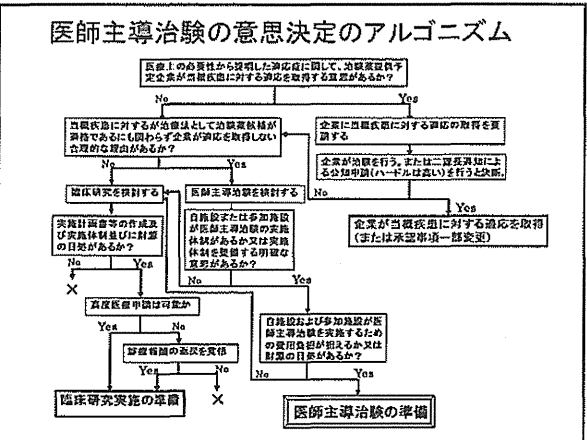 医師主導治験の意思決定のアルゴニズム
医療上の必要性から説明した適応症に関して、治験薬提供予
定企業が当概疾患に対する適応を取得する意思があるか?
No
Yes
当概疾患に対するが治療法として治験薬候補が
資格であるにも関わらず企業が適応を取得しない
合理的な理由があるか?
企業に当概疾患に対する適応の取得を要
請する
企業が治験を行う。または二課長通知によ
る公知申請(ハードルは高い)を行うと決断。
No
Yes
No
Yes
臨床研究を検討する
医師主導治験を検討する
企業が当概疾患に対する適応を取得
(または承認事項一部変更)
実施計画書等の作成及
び実施体制並びに財源
の目処があるか?
自施設または参加施設
が医師主導治験の実施
体制があるか又は実施
体制を整備する明確な
意思があるか?
No
Yes
No
Yes
×
高度医療申請は可能か
Yes
No
自施設および参加施設が医
師主導治験を実施するため
の費用負担が担えるか又は
財源の目処があるか?
診療報酬の返戻を覚悟
Yes
No
No
Yes
臨床研究実施の準備
×
医師主導治験の準備